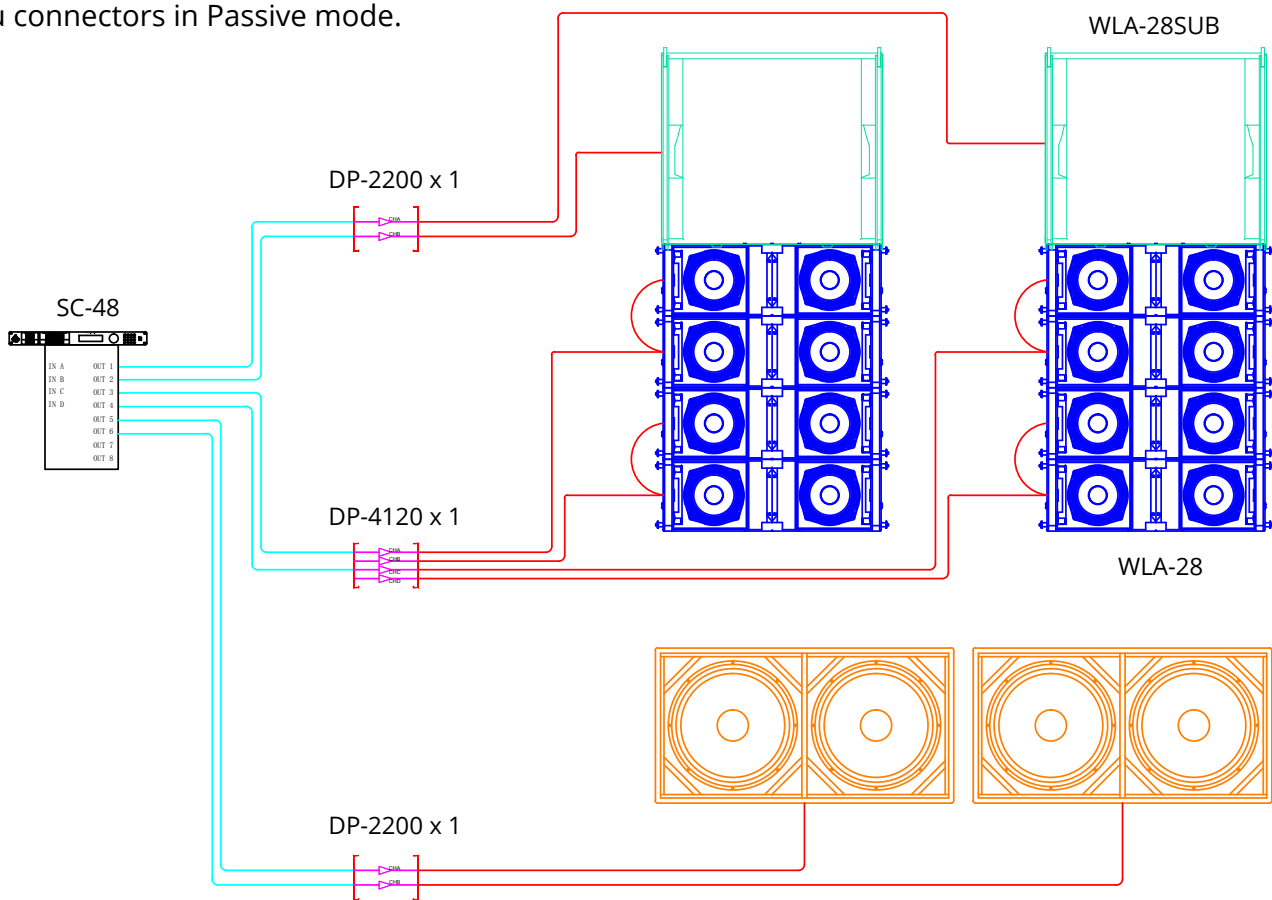 u connectors in Passive mode.
WLA-28SUB
DP-2200 x 1
CHA
CHB
SC-48
IN A OUT 1
IN B OUT 2
IN C OUT 3
IN D OUT 4
OUT 5
OUT 6
OUT 7
OUT 8
DP-4120 x 1
CHA
CHB
CHC
CHD
WLA-28
DP-2200 x 1
CHA
CHB